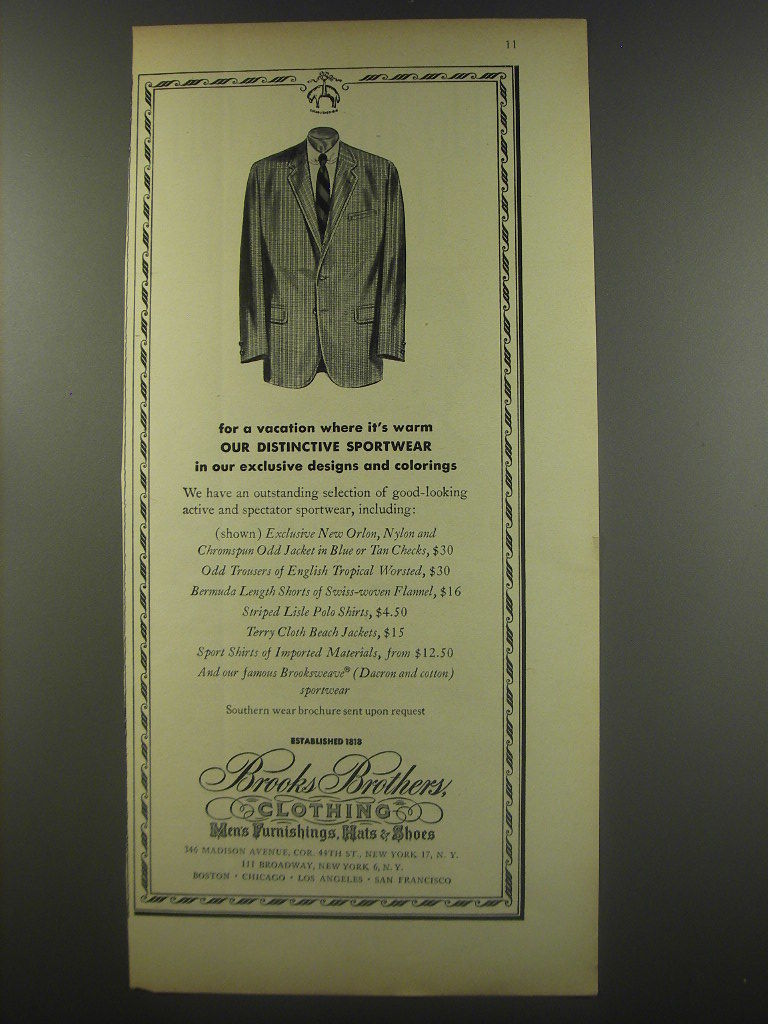 11
for a vacation where it's warm
OUR DISTINCTIVE SPORTWEAR
in our exclusive designs and colorings
We have an outstanding selection of good-looking
active and spectator sportwear, including:
(shown) Exclusive New Orlon, Nylon and
Chromspun Odd Jacket in Blue or Tan Checks, $30
Odd Trousers of English Tropical Worsted, $30
Bermuda Length Shorts of Swiss-woven Flannel, $16
Striped Lisle Polo Shirts, $4.50
Terry Cloth Beach Jackets, $15
Sport Shirts of Imported Materials, from $12.50
And our famous Brooksweave® (Dacron and cotton)
sportwear
Southern wear brochure sent upon request
ESTABLISHED 1818
Brooks Brothers,
CLOTHING
Men's Furnishings, Hats & Shoes
346 MADISON AVENUE, COR. 44TH ST., NEW YORK 17, N. Y.
111 BROADWAY, NEW YORK 6, N. Y.
BOSTON • CHICAGO • LOS ANGELES • SAN FRANCISCO